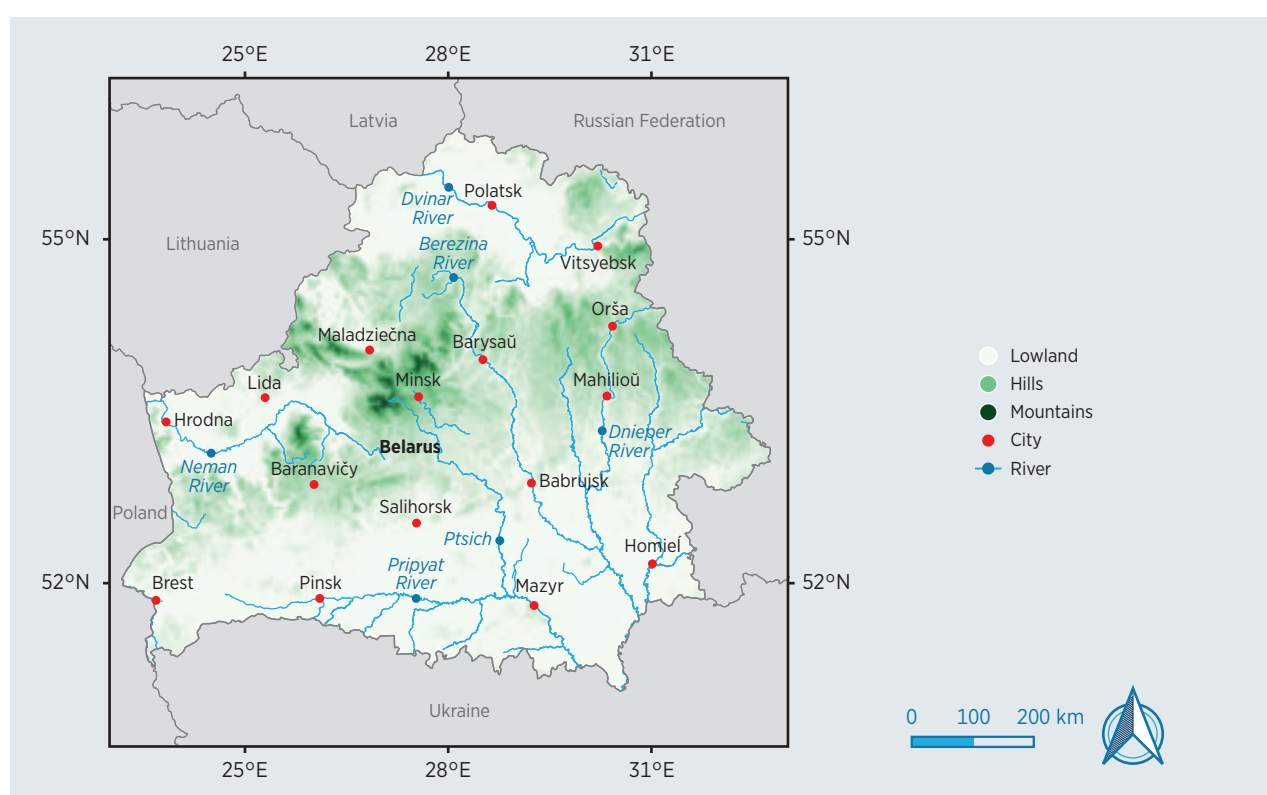 25°E 28°E 31°E
Latvia Russian Federation
Dvinar
River
Polatsk
55°N 55°N
Lithuania
Berezina
River
Vitsyebsk
Orša
Maladziečna
Barysaŭ
Lida
Minsk
Mahilioŭ
Hrodna
Dnieper
River
Belarus
Neman
River
Baranavičy
Babrujsk
Salihorsk
Poland
Ptsich
Homieĺ
Pripyat
River
52°N 52°N
Brest
Pinsk
Mazyr
Ukraine
25°E 28°E 31°E
Lowland
Hills
Mountains
City
River
0 100 200 km